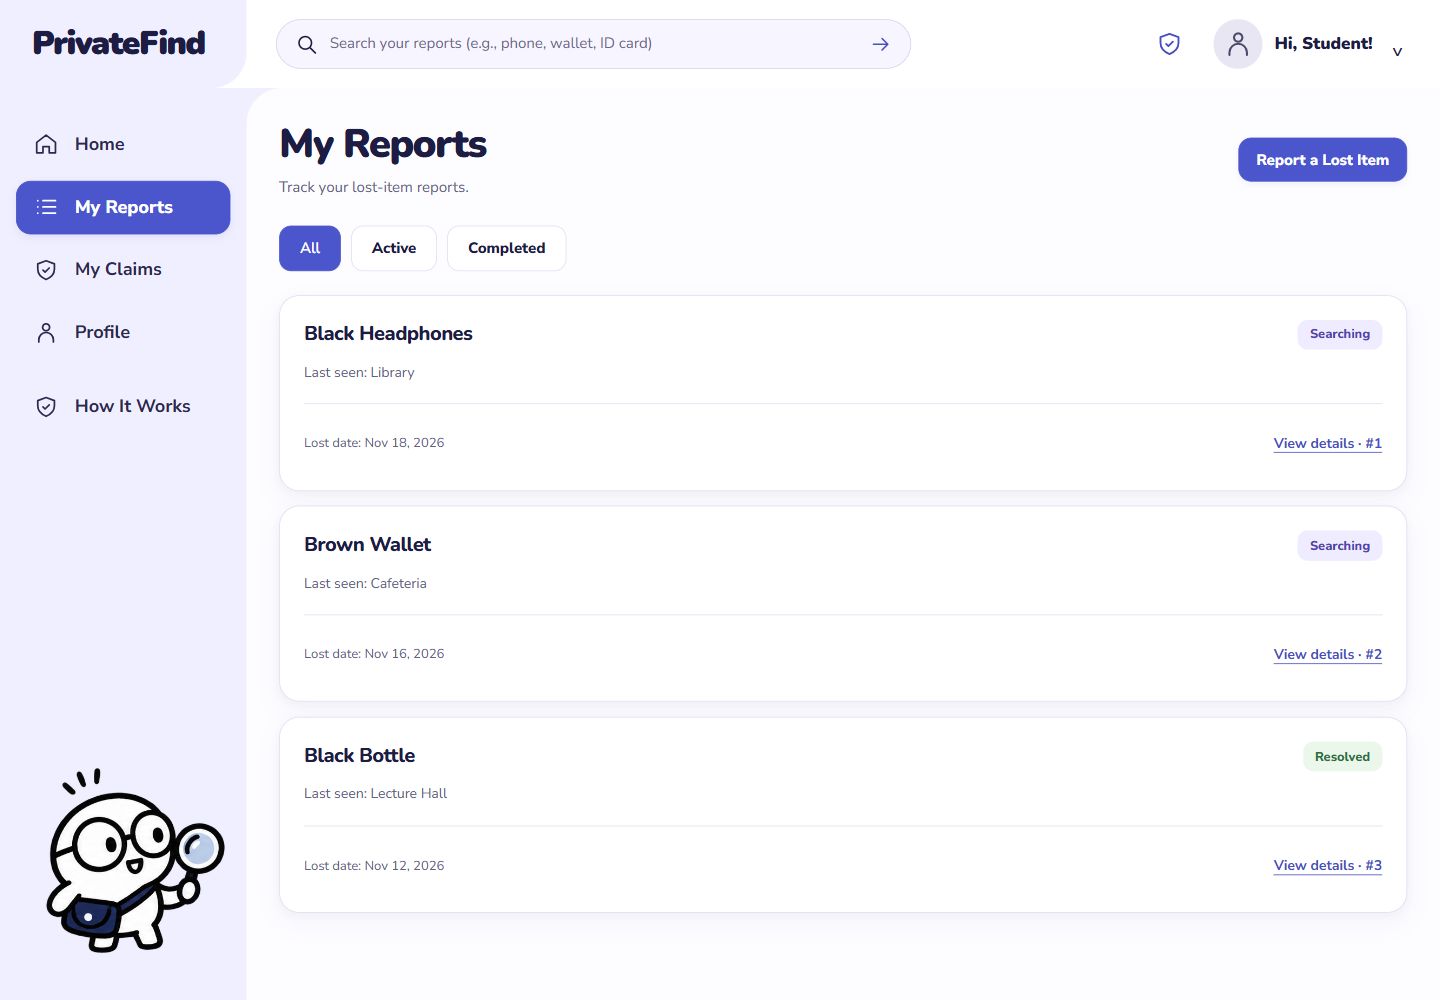 PrivateFind
Search your reports (e.g., phone, wallet, ID card)
Hi, Student!
Home
My Reports
My Claims
Profile
How It Works
My Reports
Track your lost-item reports.
Report a Lost Item
All
Active
Completed
Black Headphones
Searching
Last seen: Library
Lost date: Nov 18, 2026
View details · #1
Brown Wallet
Searching
Last seen: Cafeteria
Lost date: Nov 16, 2026
View details · #2
Black Bottle
Resolved
Last seen: Lecture Hall
Lost date: Nov 12, 2026
View details · #3